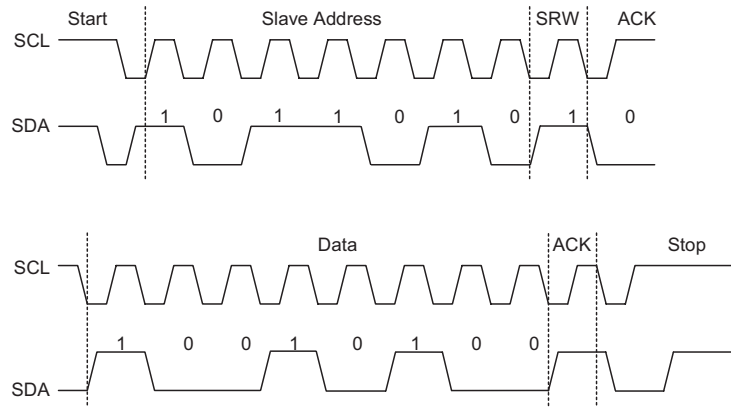 Start Slave Address SRW ACK
SCL
1 0 1 1 0 1 0 1 0
SDA
Data ACK Stop
SCL
1 0 0 1 0 1 0 0
SDA